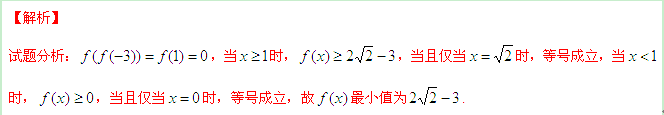 【解析】
试题分析：f(f(−3))=f(1)=0，当x≥1时，f(x)≥2√2−3，当且仅当x=√2时，等号成立，当x<1
时，f(x)≥0，当且仅当x=0时，等号成立，故f(x)最小值为2√2−3.